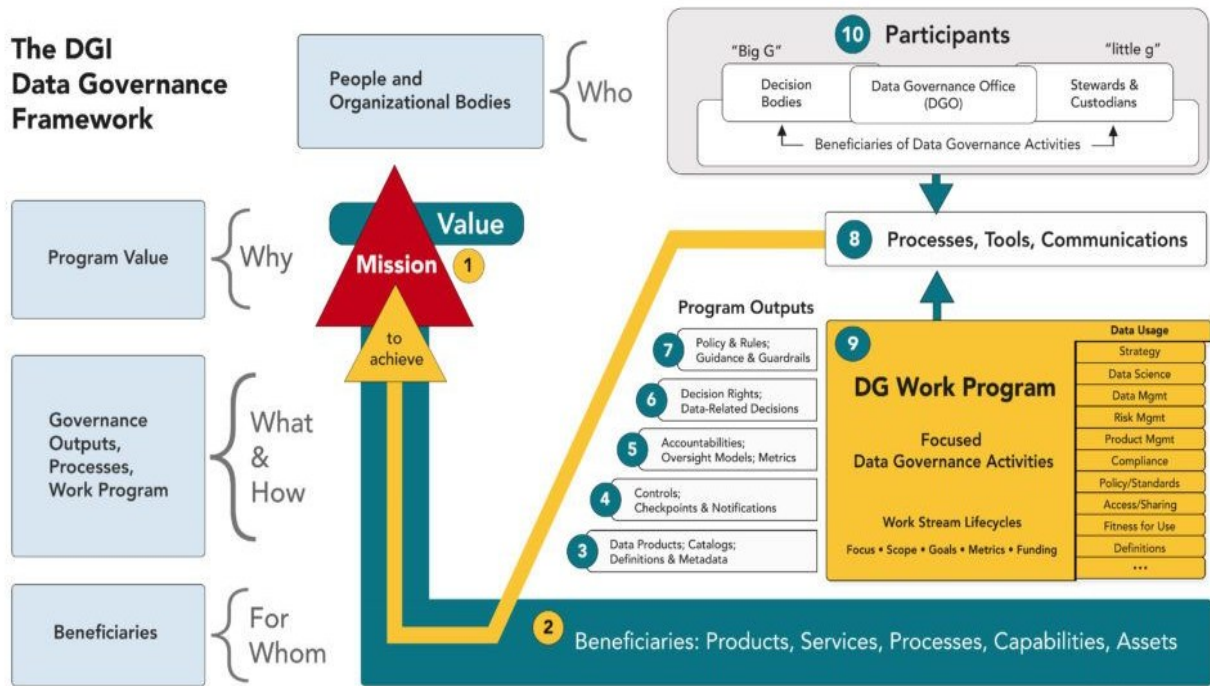 The DGI
Data Governance
Framework
People and
Organizational Bodies
Who
10
Participants
"Big G"
"little g"
Decision
Bodies
Data Governance Office
(DGO)
Stewards &
Custodians
Beneficiaries of Data Governance Activities
Program Value
Why
Value
Mission
1
8
Processes, Tools, Communications
to
achieve
Governance
Outputs,
Processes,
Work Program
What
&
How
Program Outputs
7
Policy & Rules;
Guidance & Guardrails
6
Decision Rights;
Data-Related Decisions
5
Accountabilities;
Oversight Models; Metrics
4
Controls;
Checkpoints & Notifications
3
Data Products; Catalogs;
Definitions & Metadata
9
DG Work Program
Focused
Data Governance Activities
Work Stream Lifecycles
Focus • Scope • Goals • Metrics • Funding
Data Usage
Strategy
Data Science
Data Mgmt
Risk Mgmt
Product Mgmt
Compliance
Policy/Standards
Access/Sharing
Fitness for Use
Definitions
•••
Beneficiaries
For
Whom
2
Beneficiaries: Products, Services, Processes, Capabilities, Assets